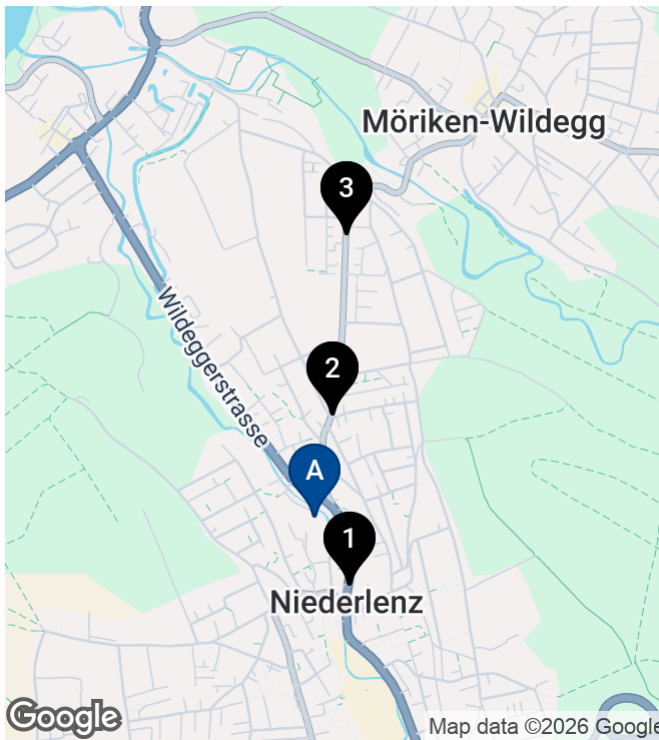 Möriken-Wildegg
3
Wildeggerstrasse
2
A
1
Niederlenz
Google
Map data ©2026 Google